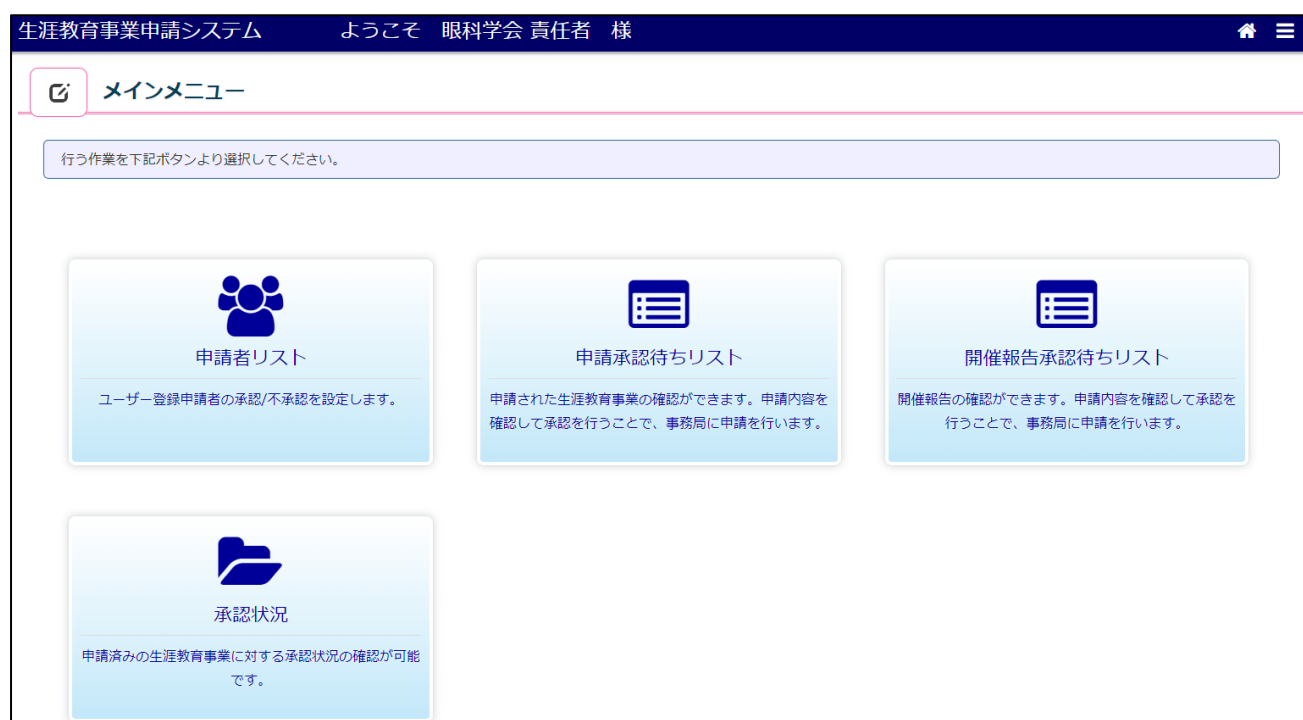 生涯教育事業申請システム ようこそ 眼科学会 責任者 様
メインメニュー
行う作業を下記ボタンより選択してください。
申請者リスト
ユーザー登録申請者の承認/不承認を設定します。
申請承認待ちリスト
申請された生涯教育事業の確認ができます。申請内容を
確認して承認を行うことで、事務局に申請を行います。
開催報告承認待ちリスト
開催報告の確認ができます。申請内容を確認して承認を
行うことで、事務局に申請を行います。
承認状況
申請済みの生涯教育事業に対する承認状況の確認が可能
です。